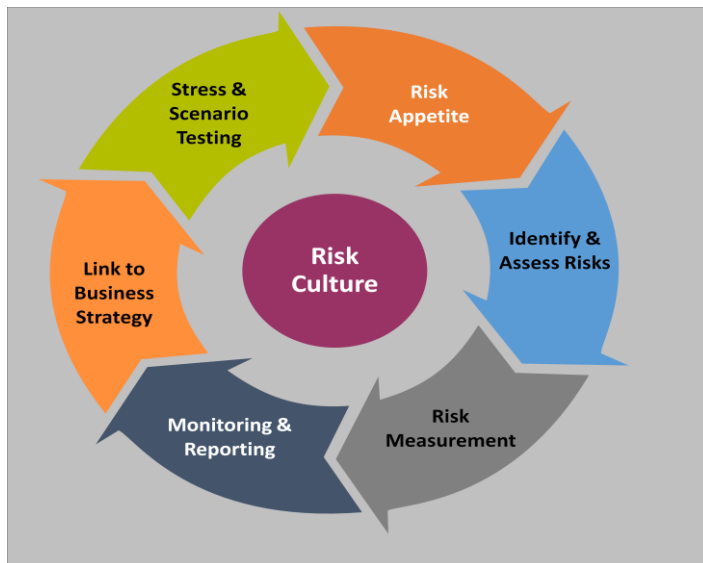 Risk
Appetite
Identify &
Assess Risks
Risk
Measurement
Monitoring &
Reporting
Link to
Business
Strategy
Stress &
Scenario
Testing
Risk
Culture